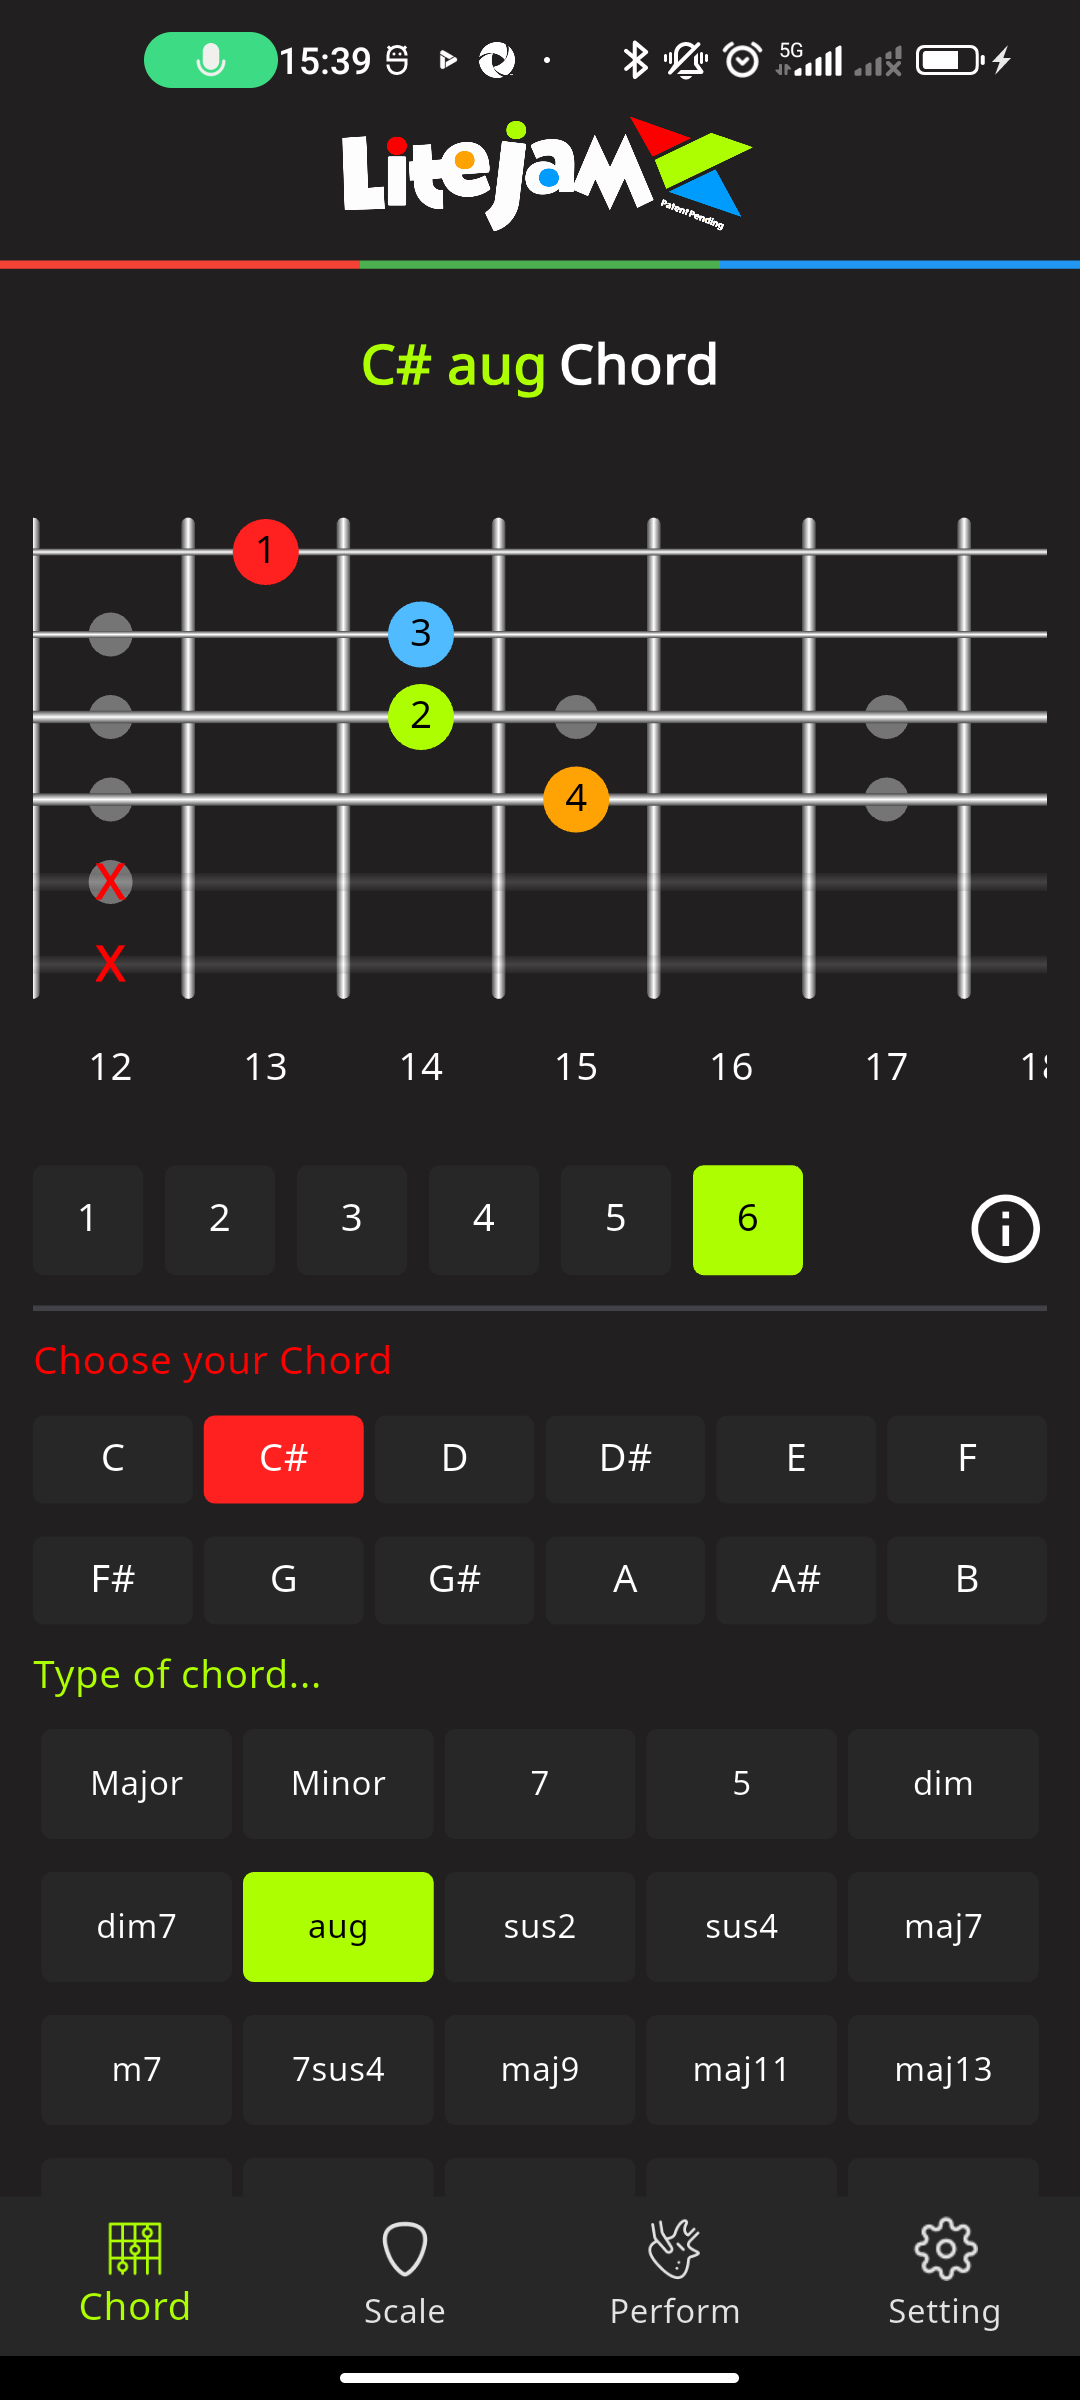 15:39 5G
LiteJam
Patent Pending
C# aug Chord
1
3
2
4
X
X
12 13 14 15 16 17 18
1 2 3 4 5 6
Choose your Chord
C C# D D# E F
F# G G# A A# B
Type of chord...
Major Minor 7 5 dim
dim7 aug sus2 sus4 maj7
m7 7sus4 maj9 maj11 maj13
Chord Scale Perform Setting